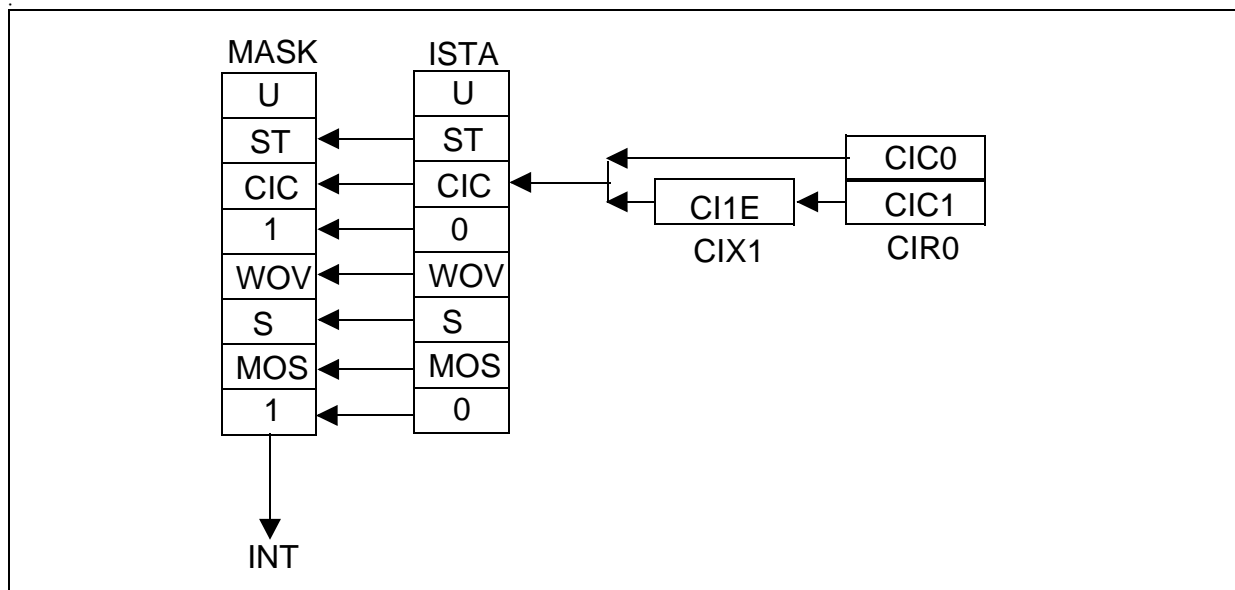 MASK ISTA
U U
ST ST
CIC CIC
1 0
WOV WOV
S S
MOS MOS
1 0
INT
CIC0
CI1E CIC1
CIX1 CIR0